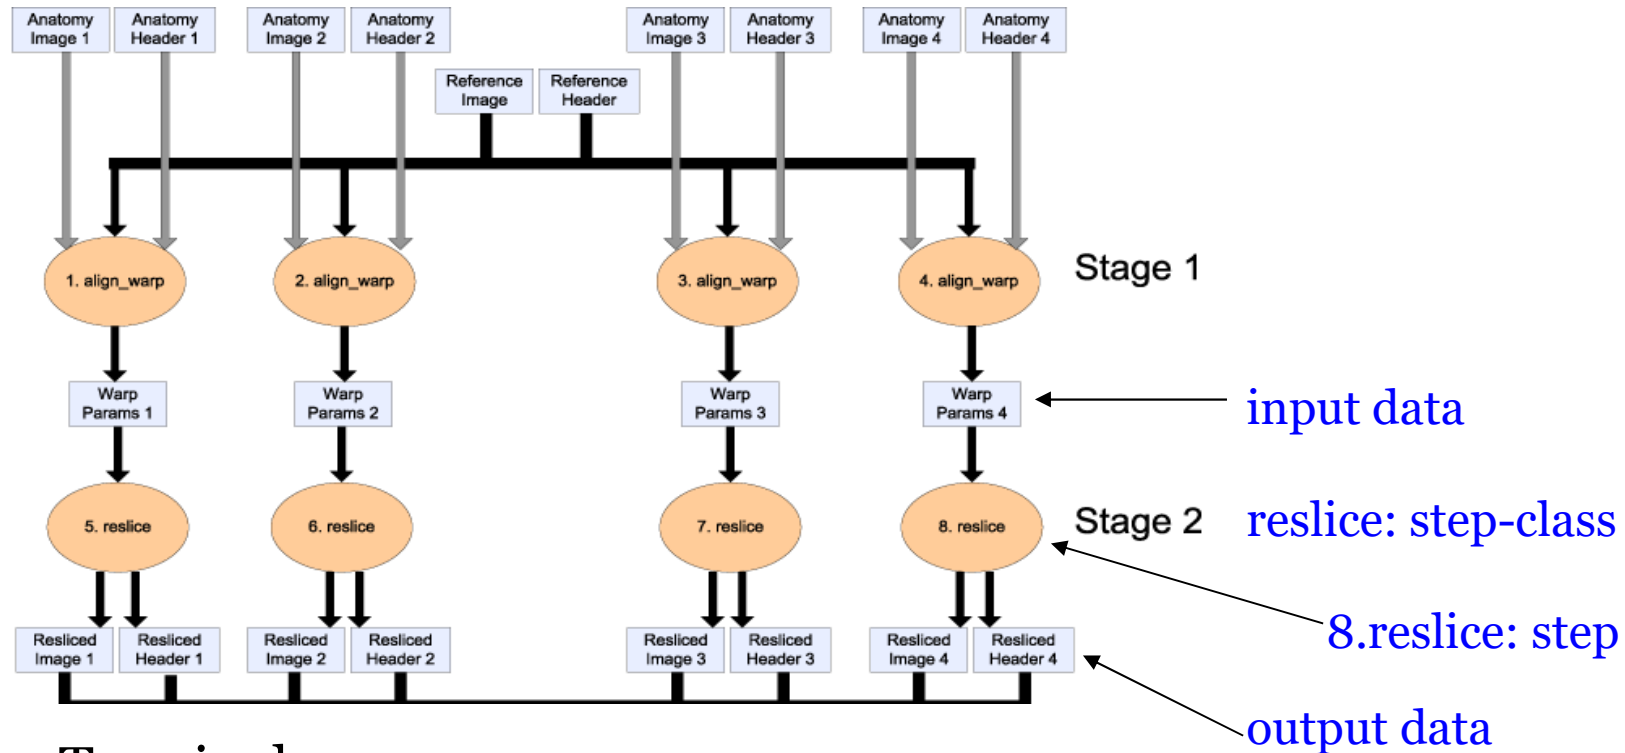 Anatomy
Image 1
Anatomy
Header 1
Anatomy
Image 2
Anatomy
Header 2
Anatomy
Image 3
Anatomy
Header 3
Anatomy
Image 4
Anatomy
Header 4
Reference
Image
Reference
Header
1. align_warp
2. align_warp
3. align_warp
4. align_warp
Stage 1
Warp
Params 1
Warp
Params 2
Warp
Params 3
Warp
Params 4
input data
5. reslice
6. reslice
7. reslice
8. reslice
Stage 2
reslice: step-class
8.reslice: step
Resliced
Image 1
Resliced
Header 1
Resliced
Image 2
Resliced
Header 2
Resliced
Image 3
Resliced
Header 3
Resliced
Image 4
Resliced
Header 4
output data